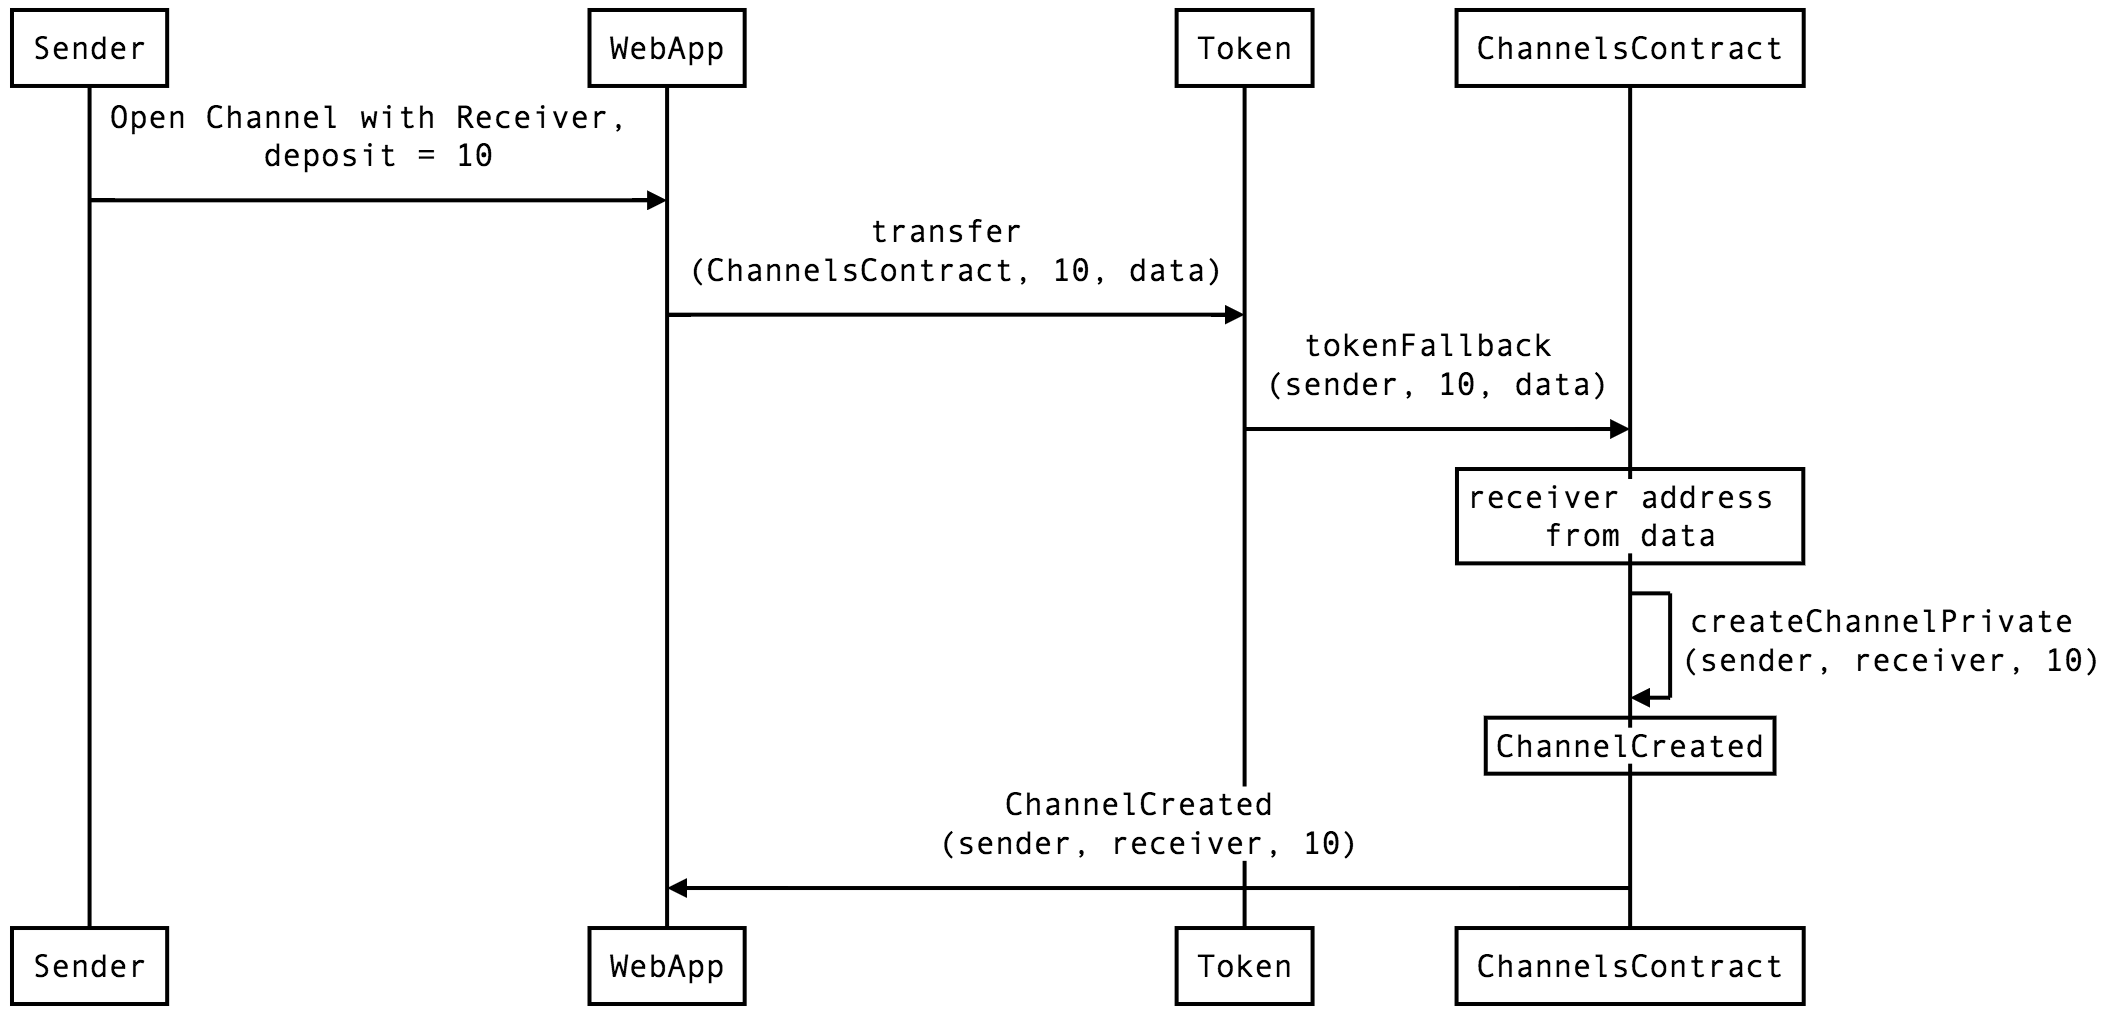 Sender
WebApp
Token
ChannelsContract
Open Channel with Receiver,
deposit = 10
transfer
(ChannelsContract, 10, data)
tokenFallback
(sender, 10, data)
receiver address
from data
createChannelPrivate
(sender, receiver, 10)
ChannelCreated
ChannelCreated
(sender, receiver, 10)
Sender
WebApp
Token
ChannelsContract